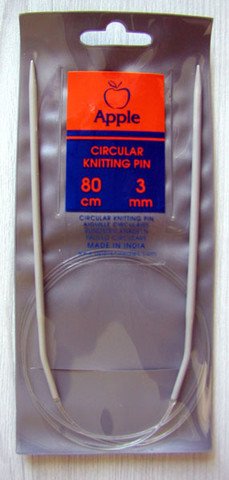 Apple
CIRCULAR
KNITTING PIN
80 3
cm mm
CIRCULAR KNITTING PIN
AIGUILLE CIRCULAIRE
MADE IN INDIA